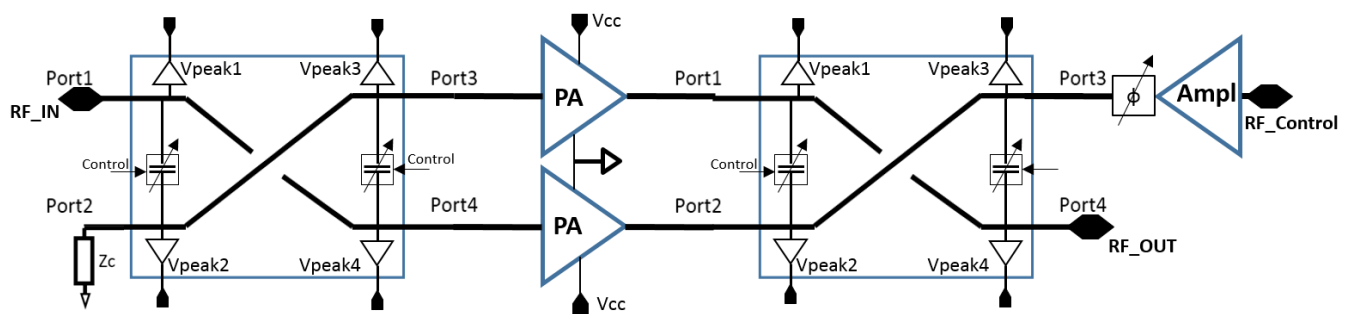 Vcc
Vpeak1
Vpeak3
Vpeak1
Vpeak3
Port1
Port3
Port1
Port3
RF_IN
PA
ϕ
Ampl
RF_Control
Control
Control
Control
Port2
Port4
Port2
Port4
PA
RF_OUT
Zc
Vpeak2
Vpeak4
Vpeak2
Vpeak4
Vcc